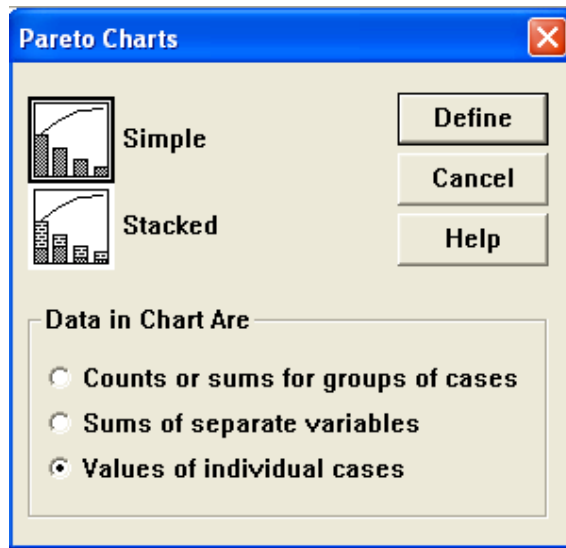 Pareto Charts
Simple
Stacked
Define
Cancel
Help
Data in Chart Are
Counts or sums for groups of cases
Sums of separate variables
Values of individual cases